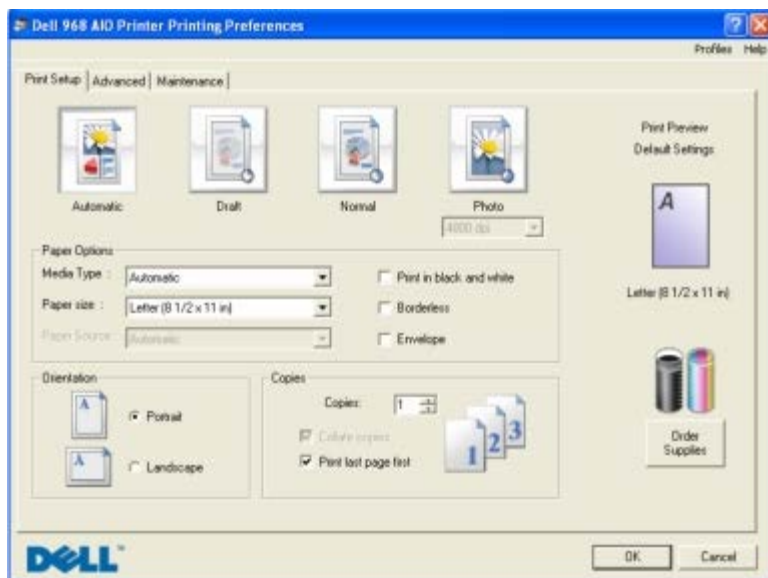 Dell 968 AIO Printer Printing Preferences
Profiles Help
Print Setup Advanced Maintenance
Automatic Draft Normal Photo
4800 dpi
Print Preview
Default Settings
A
Letter (8 1/2 x 11 in)
Paper Options
Media Type : Automatic
Print in black and white
Paper size : Letter (8 1/2 x 11 in)
Borderless
Paper Source : Automatic
Envelope
Orientation
A
Portrait
A
Landscape
Copies
Copies: 1
Collate copies
Print last page first
1 2 3
Order
Supplies
DELL™
OK Cancel